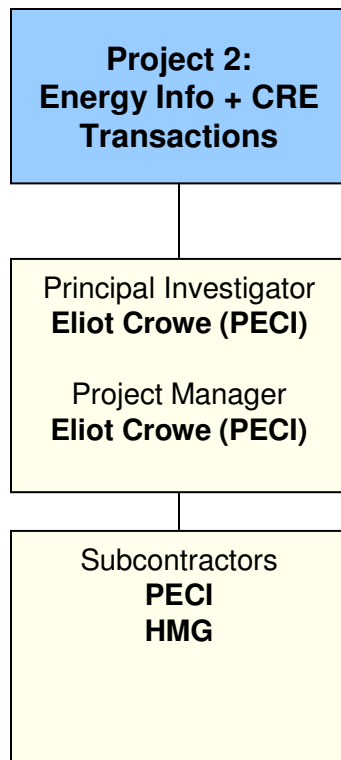 Project 2:
Energy Info + CRE
Transactions
Principal Investigator
Eliot Crowe (PECI)
Project Manager
Eliot Crowe (PECI)
Subcontractors
PECI
HMG